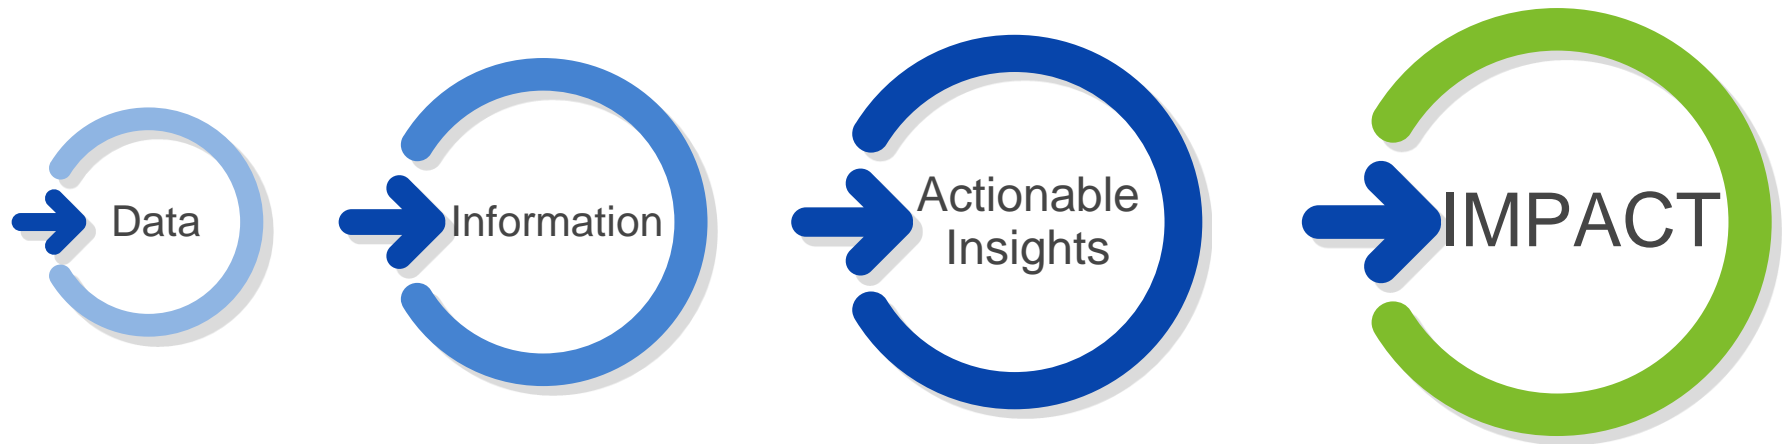 Data
Information
Actionable
Insights
IMPACT